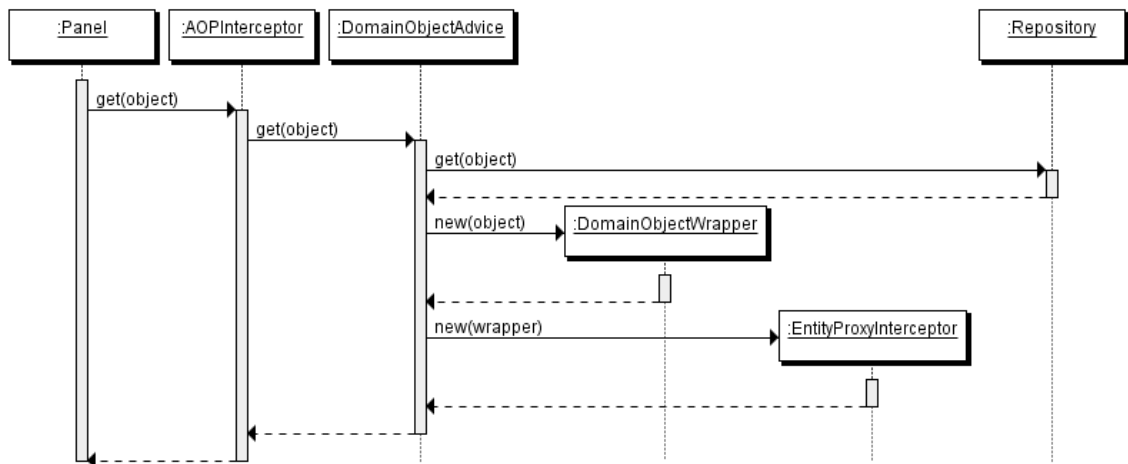 :Panel
:AOPInterceptor
:DomainObjectAdvice
:Repository
get(object)
get(object)
get(object)
new(object)
:DomainObjectWrapper
new(wrapper)
:EntityProxyInterceptor